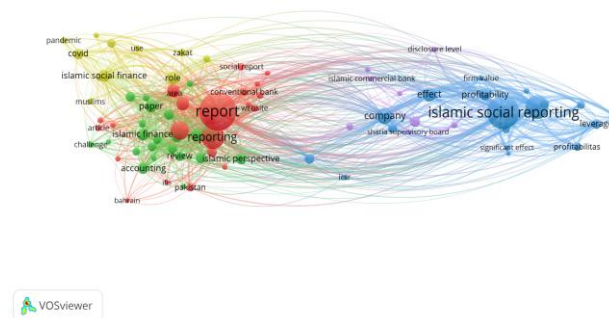 pandemic
covid
use
zakat
islamic social finance
role
social report
area
conventional bank
muslims
paper
report
website
article
islamic finance
reporting
challenge
review
islamic perspective
accounting
pakistan
bahrain
disclosure level
islamic commercial bank
firm value
effect
profitability
company
islamic social reporting
sharia supervisory board
leverage
significant effect
profitabilitas
VOSviewer